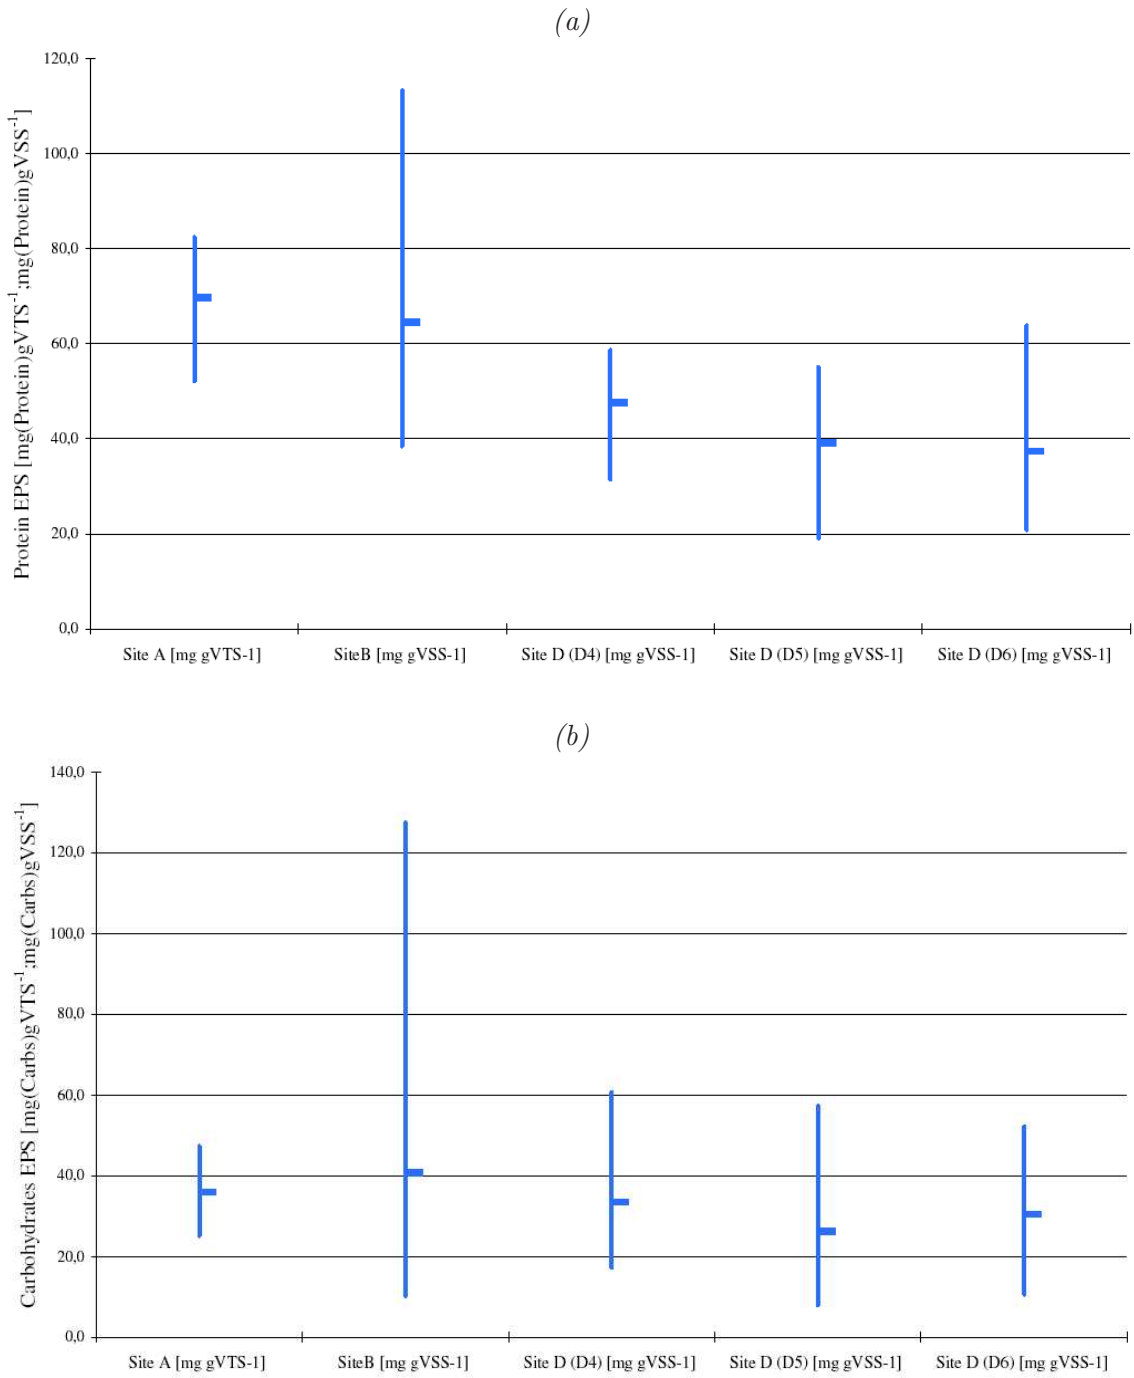 (a)
Protein EPS [mg(Protein)gVTS⁻¹;mg(Protein)gVSS⁻¹]
120,0
100,0
80,0
60,0
40,0
20,0
0,0
Site A [mg gVTS-1] SiteB [mg gVSS-1] Site D (D4) [mg gVSS-1] Site D (D5) [mg gVSS-1] Site D (D6) [mg gVSS-1]
(b)
Carbohydrates EPS [mg(Carbs)gVTS⁻¹;mg(Carbs)gVSS⁻¹]
140,0
120,0
100,0
80,0
60,0
40,0
20,0
0,0
Site A [mg gVTS-1] SiteB [mg gVSS-1] Site D (D4) [mg gVSS-1] Site D (D5) [mg gVSS-1] Site D (D6) [mg gVSS-1]